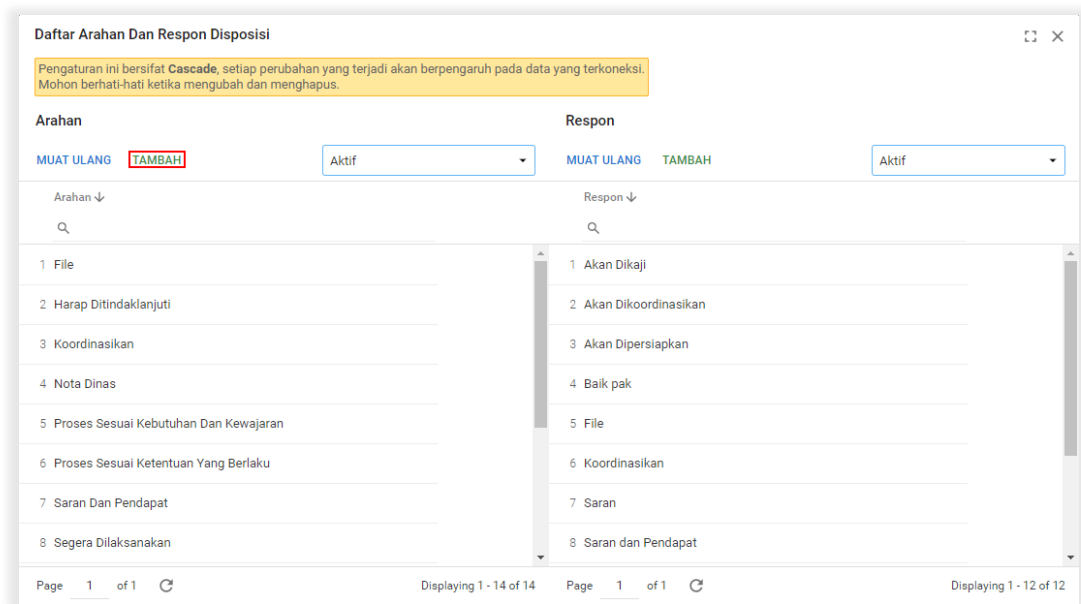 Daftar Arahan Dan Respon Disposisi
Pengaturan ini bersifat Cascade, setiap perubahan yang terjadi akan berpengaruh pada data yang terkoneksi.
Mohon berhati-hati ketika mengubah dan menghapus.
Arahan
MUAT ULANG TAMBAH Aktif
Arahan
1 File
2 Harap Ditindaklanjuti
3 Koordinasikan
4 Nota Dinas
5 Proses Sesuai Kebutuhan Dan Kewajaran
6 Proses Sesuai Ketentuan Yang Berlaku
7 Saran Dan Pendapat
8 Segera Dilaksanakan
Page 1 of 1 Displaying 1 - 14 of 14
Respon
MUAT ULANG TAMBAH Aktif
Respon
1 Akan Dikaji
2 Akan Dikoordinasikan
3 Akan Dipersiapkan
4 Baik pak
5 File
6 Koordinasikan
7 Saran
8 Saran dan Pendapat
Page 1 of 1 Displaying 1 - 12 of 12